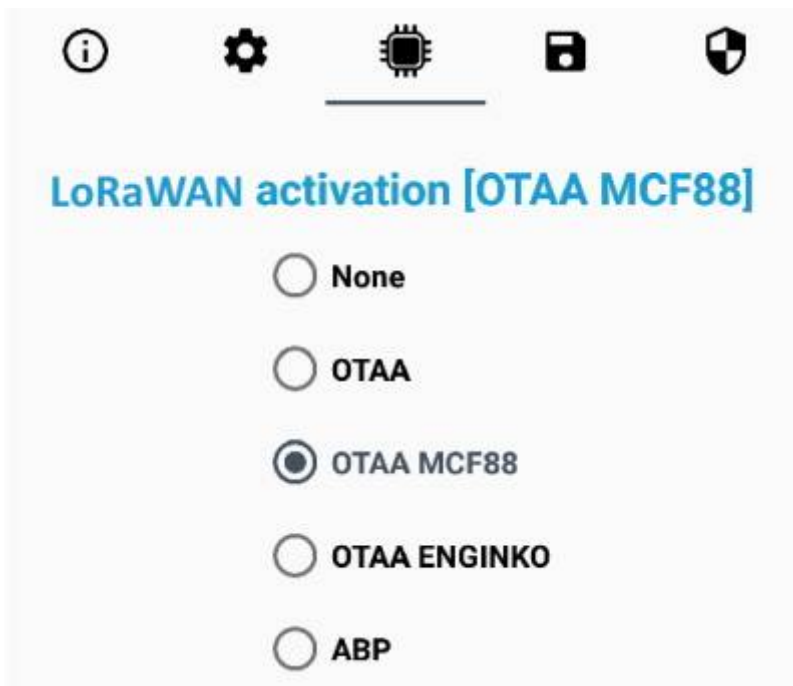 LoRaWAN activation [OTAA MCF88]
None
OTAA
OTAA MCF88
OTAA ENGINKO
ABP